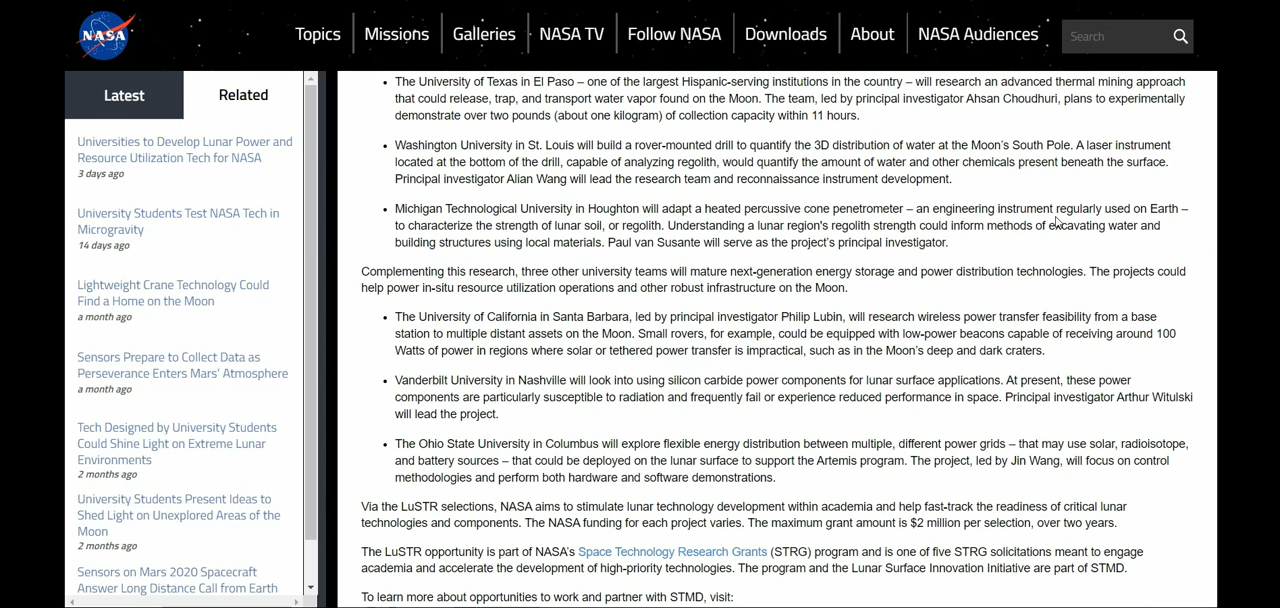 NASA
Topics
Missions
Galleries
NASA TV
Follow NASA
Downloads
About
NASA Audiences
Search
Latest
Related
Universities to Develop Lunar Power and
Resource Utilization Tech for NASA
3 days ago
University Students Test NASA Tech in
Microgravity
14 days ago
Lightweight Crane Technology Could
Find a Home on the Moon
a month ago
Sensors Prepare to Collect Data as
Perseverance Enters Mars' Atmosphere
a month ago
Tech Designed by University Students
Could Shine Light on Extreme Lunar
Environments
2 months ago
University Students Present Ideas to
Shed Light on Unexplored Areas of the
Moon
2 months ago
Sensors on Mars 2020 Spacecraft
Answer Long Distance Call from Earth
• The University of Texas in El Paso – one of the largest Hispanic-serving institutions in the country – will research an advanced thermal mining approach
that could release, trap, and transport water vapor found on the Moon. The team, led by principal investigator Ahsan Choudhuri, plans to experimentally
demonstrate over two pounds (about one kilogram) of collection capacity within 11 hours.
• Washington University in St. Louis will build a rover-mounted drill to quantify the 3D distribution of water at the Moon's South Pole. A laser instrument
located at the bottom of the drill, capable of analyzing regolith, would quantify the amount of water and other chemicals present beneath the surface.
Principal investigator Alian Wang will lead the research team and reconnaissance instrument development.
• Michigan Technological University in Houghton will adapt a heated percussive cone penetrometer – an engineering instrument regularly used on Earth –
to characterize the strength of lunar soil, or regolith. Understanding a lunar region's regolith strength could inform methods of excavating water and
building structures using local materials. Paul van Susante will serve as the project's principal investigator.
Complementing this research, three other university teams will mature next-generation energy storage and power distribution technologies. The projects could
help power in-situ resource utilization operations and other robust infrastructure on the Moon.
• The University of California in Santa Barbara, led by principal investigator Philip Lubin, will research wireless power transfer feasibility from a base
station to multiple distant assets on the Moon. Small rovers, for example, could be equipped with low-power beacons capable of receiving around 100
Watts of power in regions where solar or tethered power transfer is impractical, such as in the Moon's deep and dark craters.
• Vanderbilt University in Nashville will look into using silicon carbide power components for lunar surface applications. At present, these power
components are particularly susceptible to radiation and frequently fail or experience reduced performance in space. Principal investigator Arthur Witulski
will lead the project.
• The Ohio State University in Columbus will explore flexible energy distribution between multiple, different power grids – that may use solar, radioisotope,
and battery sources – that could be deployed on the lunar surface to support the Artemis program. The project, led by Jin Wang, will focus on control
methodologies and perform both hardware and software demonstrations.
Via the LuSTR selections, NASA aims to stimulate lunar technology development within academia and help fast-track the readiness of critical lunar
technologies and components. The NASA funding for each project varies. The maximum grant amount is $2 million per selection, over two years.
The LuSTR opportunity is part of NASA's Space Technology Research Grants (STRG) program and is one of five STRG solicitations meant to engage
academia and accelerate the development of high-priority technologies. The program and the Lunar Surface Innovation Initiative are part of STMD.
To learn more about opportunities to work and partner with STMD, visit: